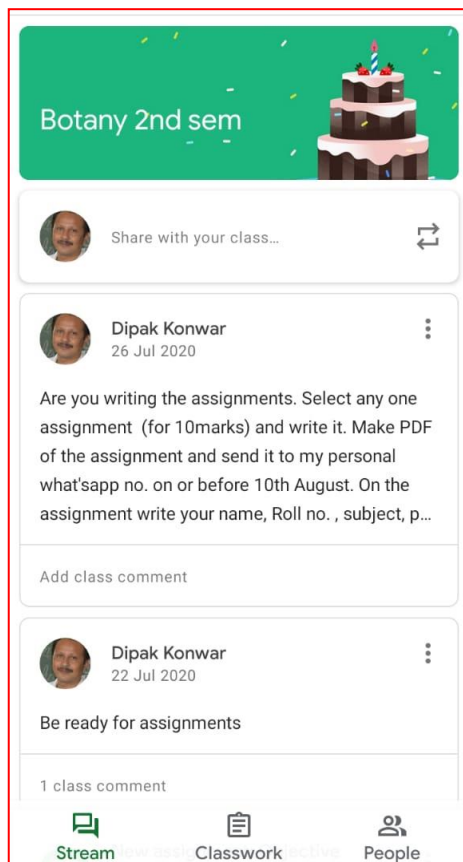 Botany 2nd sem
Share with your class...
Dipak Konwar
26 Jul 2020
Are you writing the assignments. Select any one
assignment (for 10marks) and write it. Make PDF
of the assignment and send it to my personal
what'sapp no. on or before 10th August. On the
assignment write your name, Roll no. , subject, p...
Add class comment
Dipak Konwar
22 Jul 2020
Be ready for assignments
1 class comment
Stream
Classwork
People